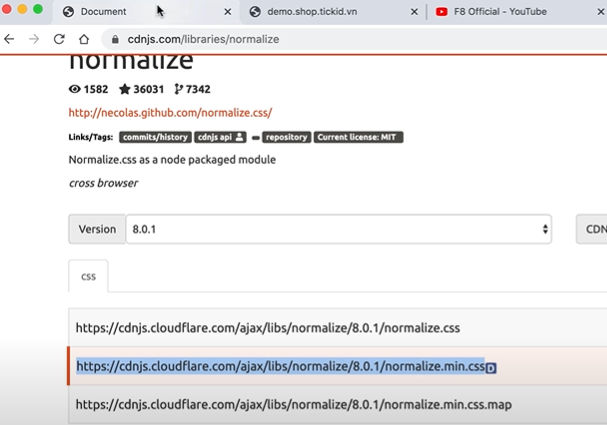 Document
demo.shop.tickid.vn
F8 Official - YouTube
cdnjs.com/libraries/normalize
normalize
1582 36031 7342
http://necolas.github.com/normalize.css/
Links/Tags: commits/history cdnjs api repository Current license: MIT
Normalize.css as a node packaged module
cross browser
Version 8.0.1 CDN
css
https://cdnjs.cloudflare.com/ajax/libs/normalize/8.0.1/normalize.css
https://cdnjs.cloudflare.com/ajax/libs/normalize/8.0.1/normalize.min.css
https://cdnjs.cloudflare.com/ajax/libs/normalize/8.0.1/normalize.min.css.map